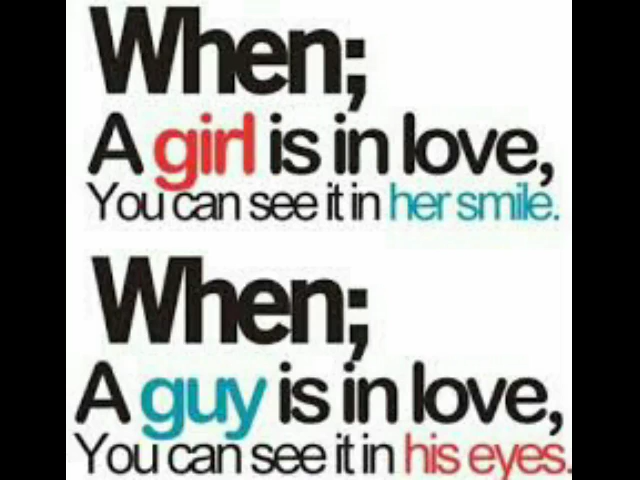 When;
A girl is in love,
You can see it in her smile.
When;
A guy is in love,
You can see it in his eyes.